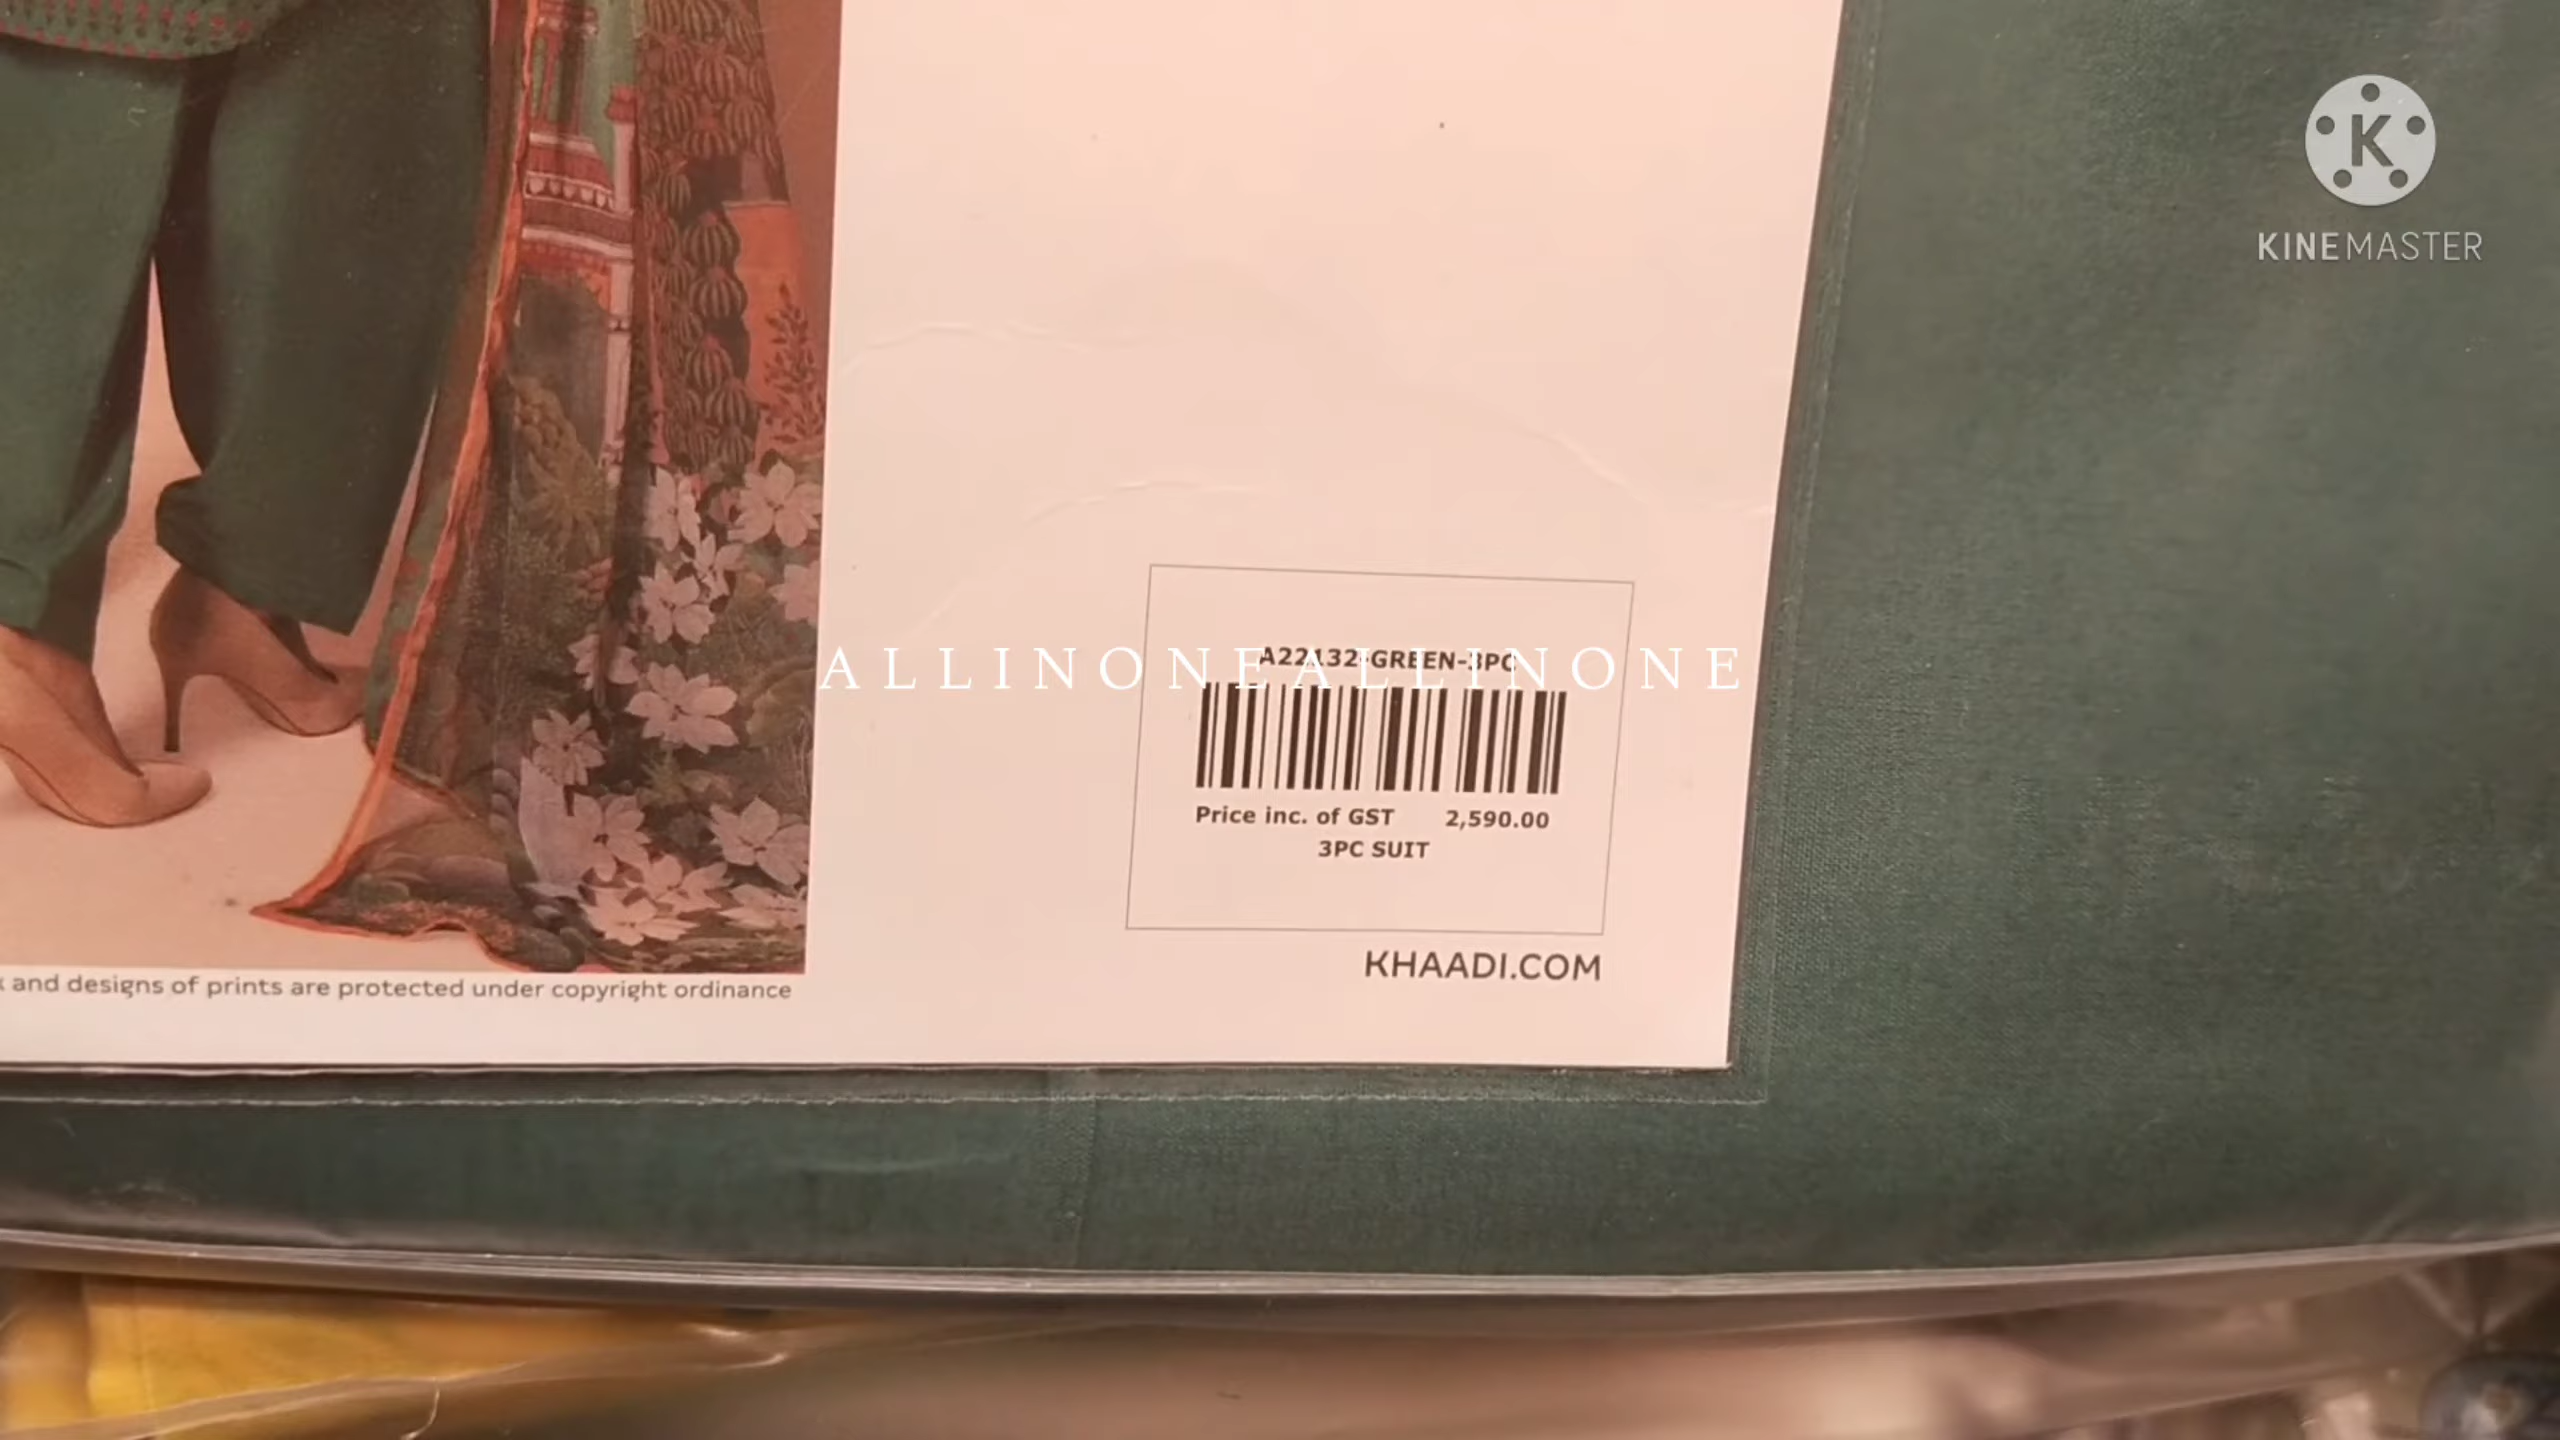 K
KINEMASTER
A22132-GREEN-3PC
ALLINONEALLINONE
Price inc. of GST 2,590.00
3PC SUIT
KHAADI.COM
and designs of prints are protected under copyright ordinance